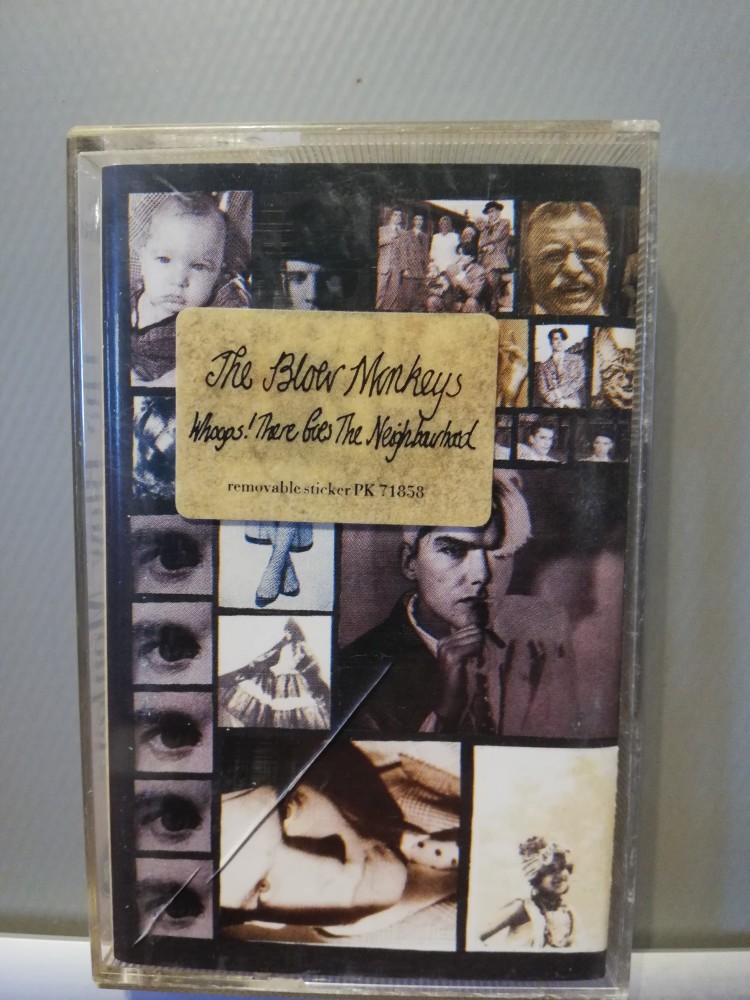 The Blow Monkeys
Whoops! There Goes The Neighbourhood
removable sticker PK 71858